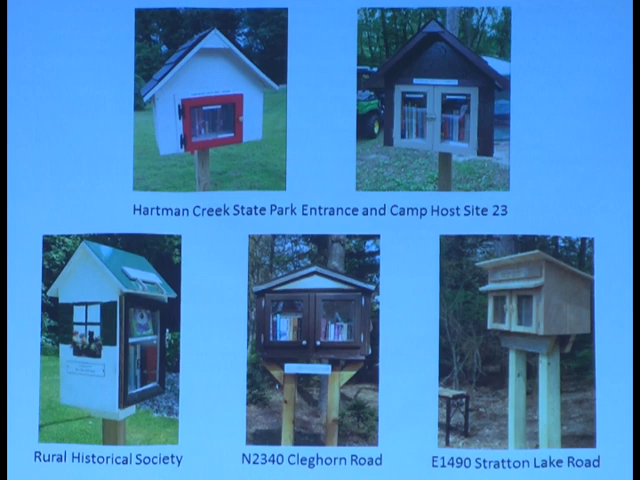 Hartman Creek State Park Entrance and Camp Host Site 23
Rural Historical Society
N2340 Cleghorn Road
E1490 Stratton Lake Road